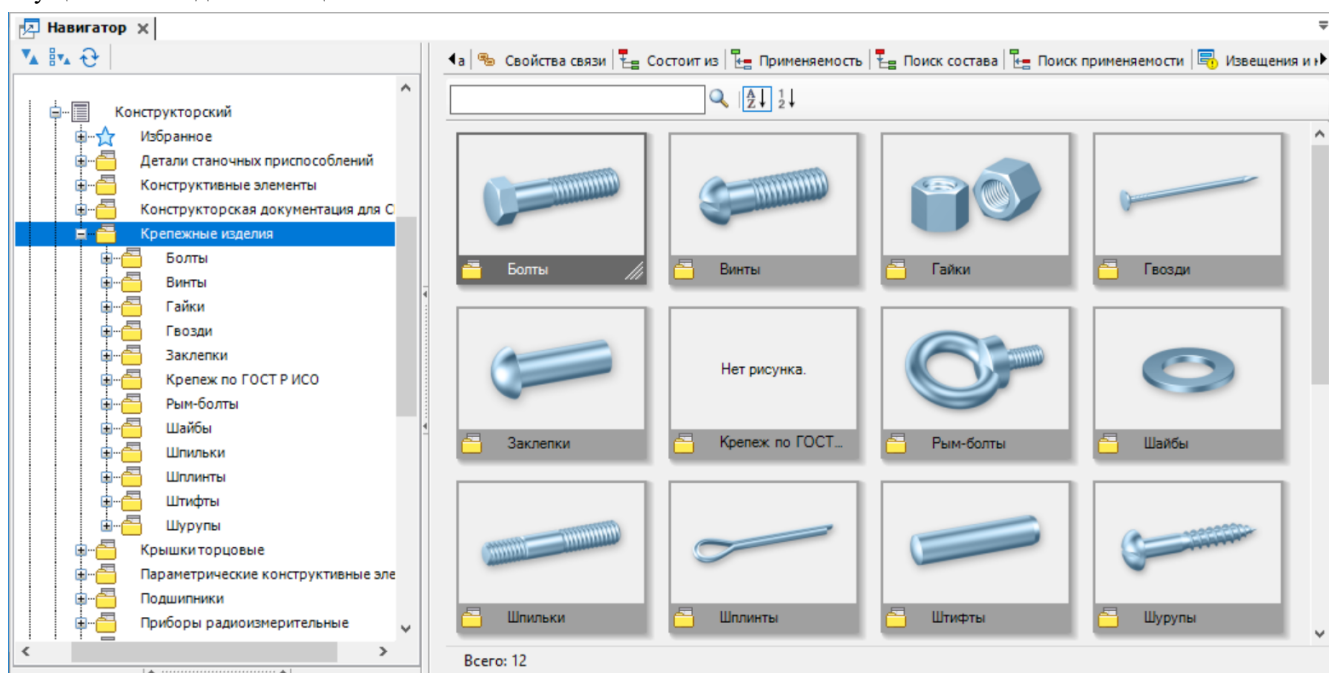 Навигатор
Конструкторский
Избранное
Детали станочных приспособлений
Конструктивные элементы
Конструкторская документация для С
Крепежные изделия
Болты
Винты
Гайки
Гвозди
Заклепки
Крепеж по ГОСТ Р ИСО
Рым-болты
Шайбы
Шпильки
Шплинты
Штифты
Шурупы
Крышки торцовые
Параметрические конструктивные эле
Подшипники
Приборы радиоизмерительные
а Свойства связи Состоит из Применяемость Поиск состава Поиск применяемости Извещения и
Болты Винты Гайки Гвозди
Нет рисунка.
Заклепки Крепеж по ГОСТ... Рым-болты Шайбы
Шпильки Шплинты Штифты Шурупы
Всего: 12